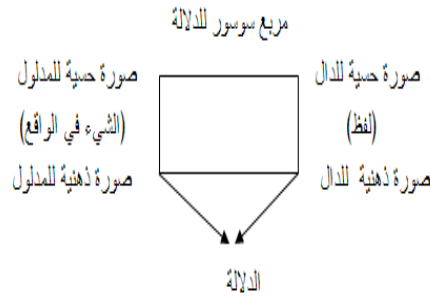 مربع سوسور للدلالة
صورة حسية للدال
صورة حسية للمدلول
(لفظ)
(الشيء في الواقع)
صورة ذهنية للدال
صورة ذهنية للمدلول
الدلالة